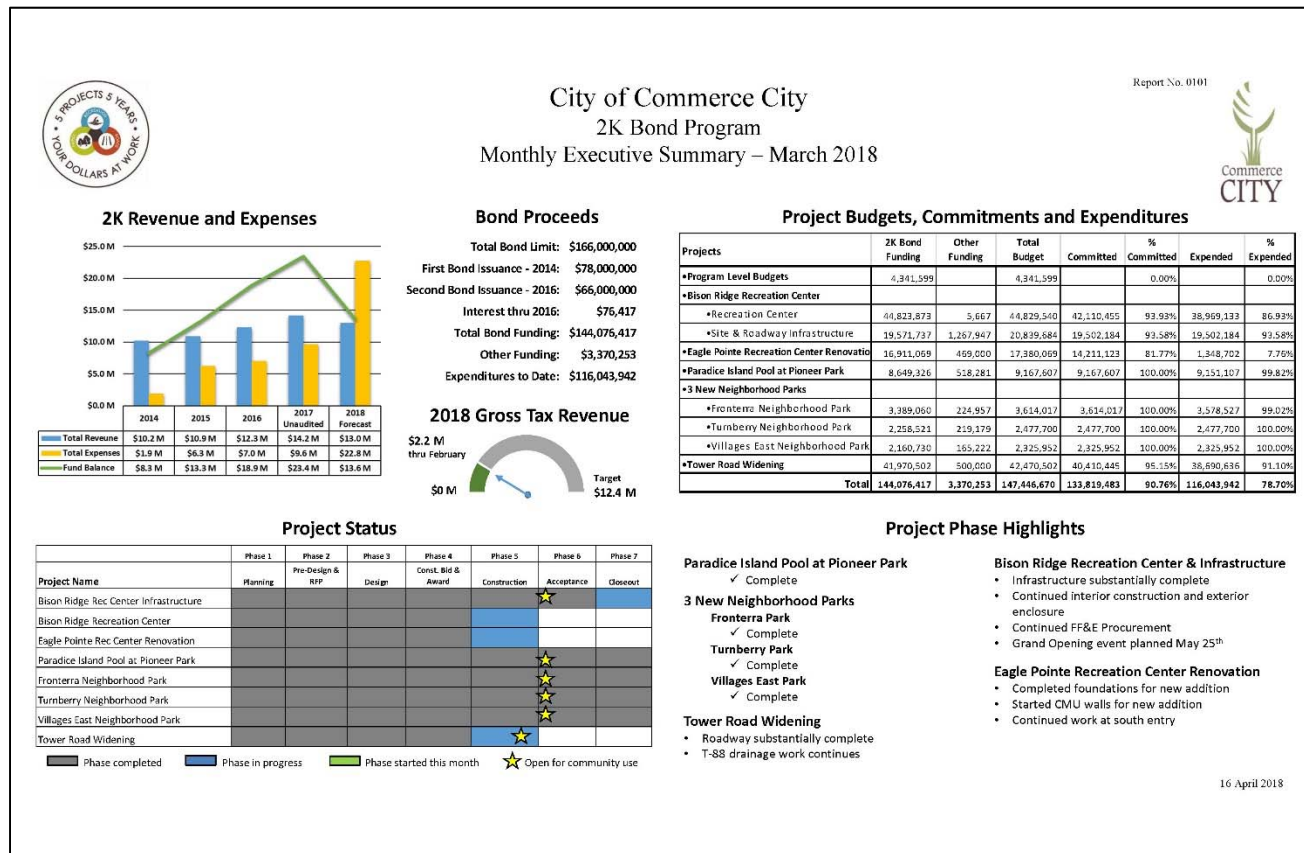 Report No. 0101
5 PROJECTS 5 YEARS • YOUR DOLLARS AT WORK •
City of Commerce City
2K Bond Program
Monthly Executive Summary – March 2018
Commerce
CITY
2K Revenue and Expenses
$25.0 M
$20.0 M
$15.0 M
$10.0 M
$5.0 M
$0.0 M
2014 2015 2016 2017 Unaudited 2018 Forecast
Total Reveune $10.2 M $10.9 M $12.3 M $14.2 M $13.0 M
Total Expenses $1.9 M $6.3 M $7.0 M $9.6 M $22.8 M
Fund Balance $8.3 M $13.3 M $18.9 M $23.4 M $13.6 M
Bond Proceeds
Total Bond Limit: $166,000,000
First Bond Issuance - 2014: $78,000,000
Second Bond Issuance - 2016: $66,000,000
Interest thru 2016: $76,417
Total Bond Funding: $144,076,417
Other Funding: $3,370,253
Expenditures to Date: $116,043,942
2018 Gross Tax Revenue
$2.2 M
thru February
$0 M
Target
$12.4 M
Project Budgets, Commitments and Expenditures
Projects 2K Bond Funding Other Funding Total Budget Committed % Committed Expended % Expended
•Program Level Budgets 4,341,599 4,341,599 0.00% 0.00%
•Bison Ridge Recreation Center
•Recreation Center 44,823,873 5,667 44,829,540 42,110,455 93.93% 38,969,133 86.93%
•Site & Roadway Infrastructure 19,571,737 1,267,947 20,839,684 19,502,184 93.58% 19,502,184 93.58%
•Eagle Pointe Recreation Center Renovatio 16,911,069 469,000 17,380,069 14,211,123 81.77% 1,348,702 7.76%
•Paradice Island Pool at Pioneer Park 8,649,326 518,281 9,167,607 9,167,607 100.00% 9,151,107 99.82%
•3 New Neighborhood Parks
•Fronterra Neighborhood Park 3,389,060 224,957 3,614,017 3,614,017 100.00% 3,578,527 99.02%
•Turnberry Neighborhood Park 2,258,521 219,179 2,477,700 2,477,700 100.00% 2,477,700 100.00%
•Villages East Neighborhood Park 2,160,730 165,222 2,325,952 2,325,952 100.00% 2,325,952 100.00%
•Tower Road Widening 41,970,502 500,000 42,470,502 40,410,445 95.15% 38,690,636 91.10%
Total 144,076,417 3,370,253 147,446,670 133,819,483 90.76% 116,043,942 78.70%
Project Status
Phase 1 Phase 2 Phase 3 Phase 4 Phase 5 Phase 6 Phase 7
Project Name Planning Pre-Design & RFP Design Const. Bid & Award Construction Acceptance Closeout
Bison Ridge Rec Center Infrastructure
Bison Ridge Recreation Center
Eagle Pointe Rec Center Renovation
Paradice Island Pool at Pioneer Park
Fronterra Neighborhood Park
Turnberry Neighborhood Park
Villages East Neighborhood Park
Tower Road Widening
Phase completed Phase in progress Phase started this month Open for community use
Project Phase Highlights
Paradice Island Pool at Pioneer Park
✓ Complete
3 New Neighborhood Parks
Fronterra Park
✓ Complete
Turnberry Park
✓ Complete
Villages East Park
✓ Complete
Tower Road Widening
• Roadway substantially complete
• T-88 drainage work continues
Bison Ridge Recreation Center & Infrastructure
• Infrastructure substantially complete
• Continued interior construction and exterior
enclosure
• Continued FF&E Procurement
• Grand Opening event planned May 25th
Eagle Pointe Recreation Center Renovation
• Completed foundations for new addition
• Started CMU walls for new addition
• Continued work at south entry
16 April 2018